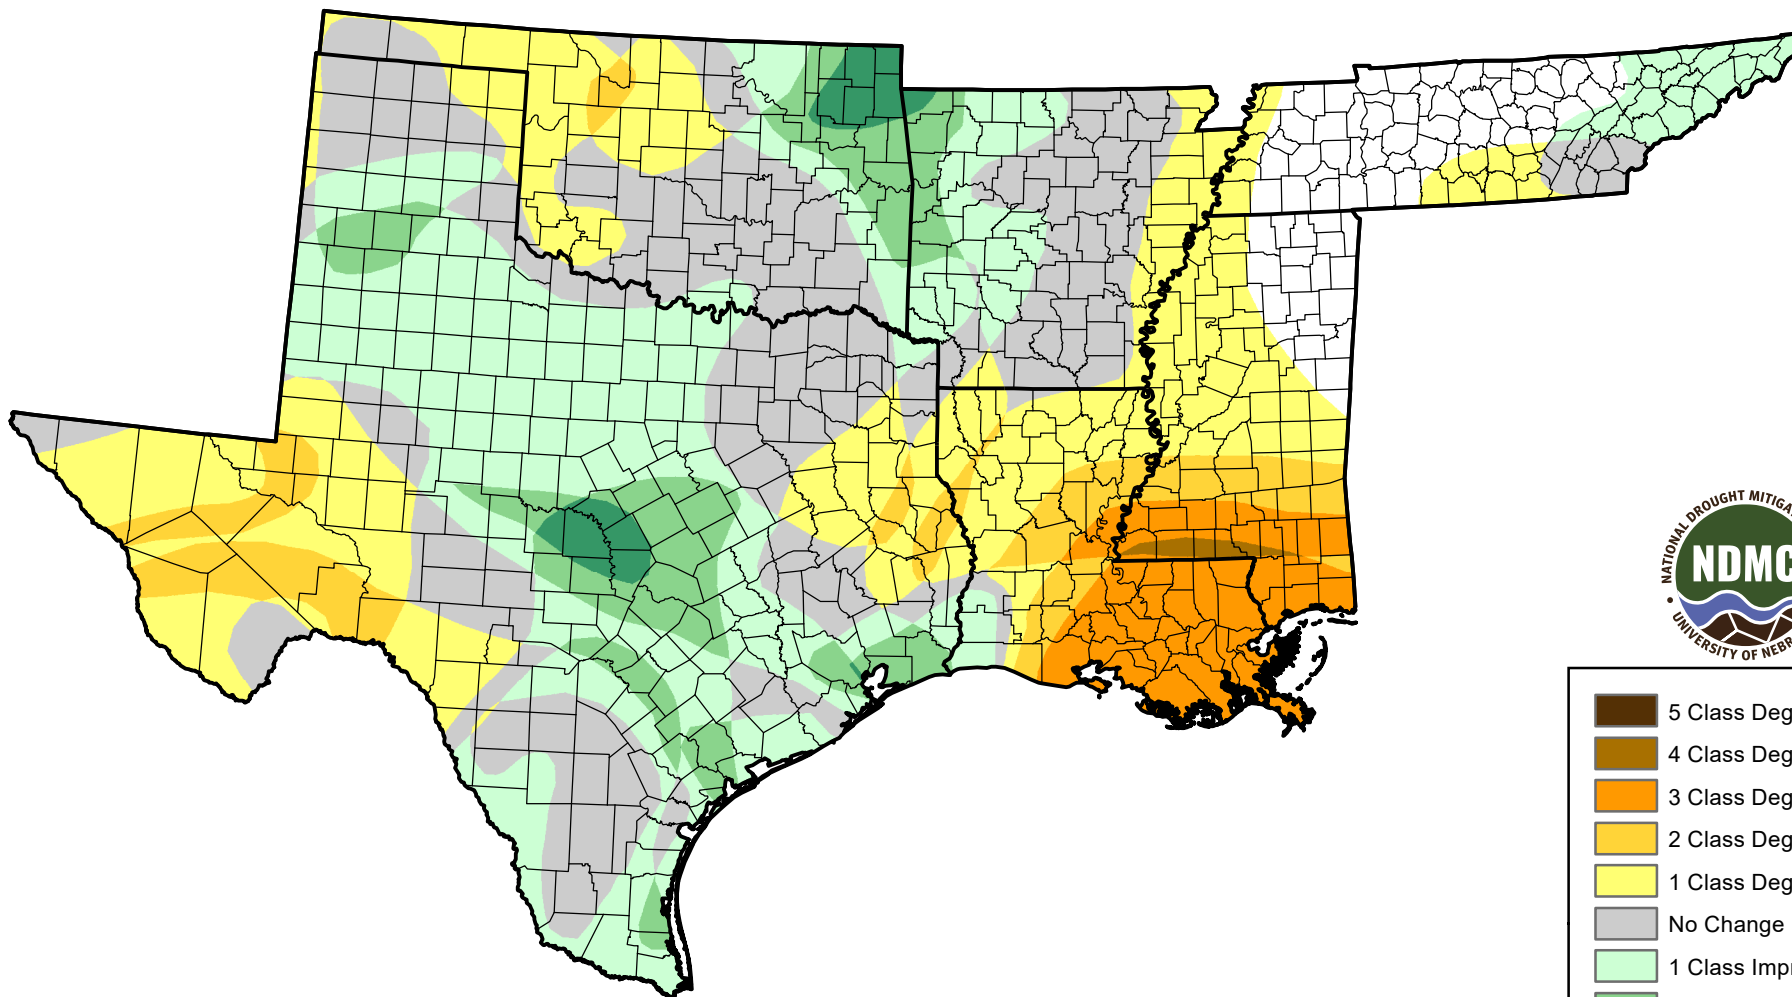 NATIONAL DROUGHT MITIGA
NDMC
UNIVERSITY OF NEBR
5 Class Deg
4 Class Deg
3 Class Deg
2 Class Deg
1 Class Deg
No Change
1 Class Impr